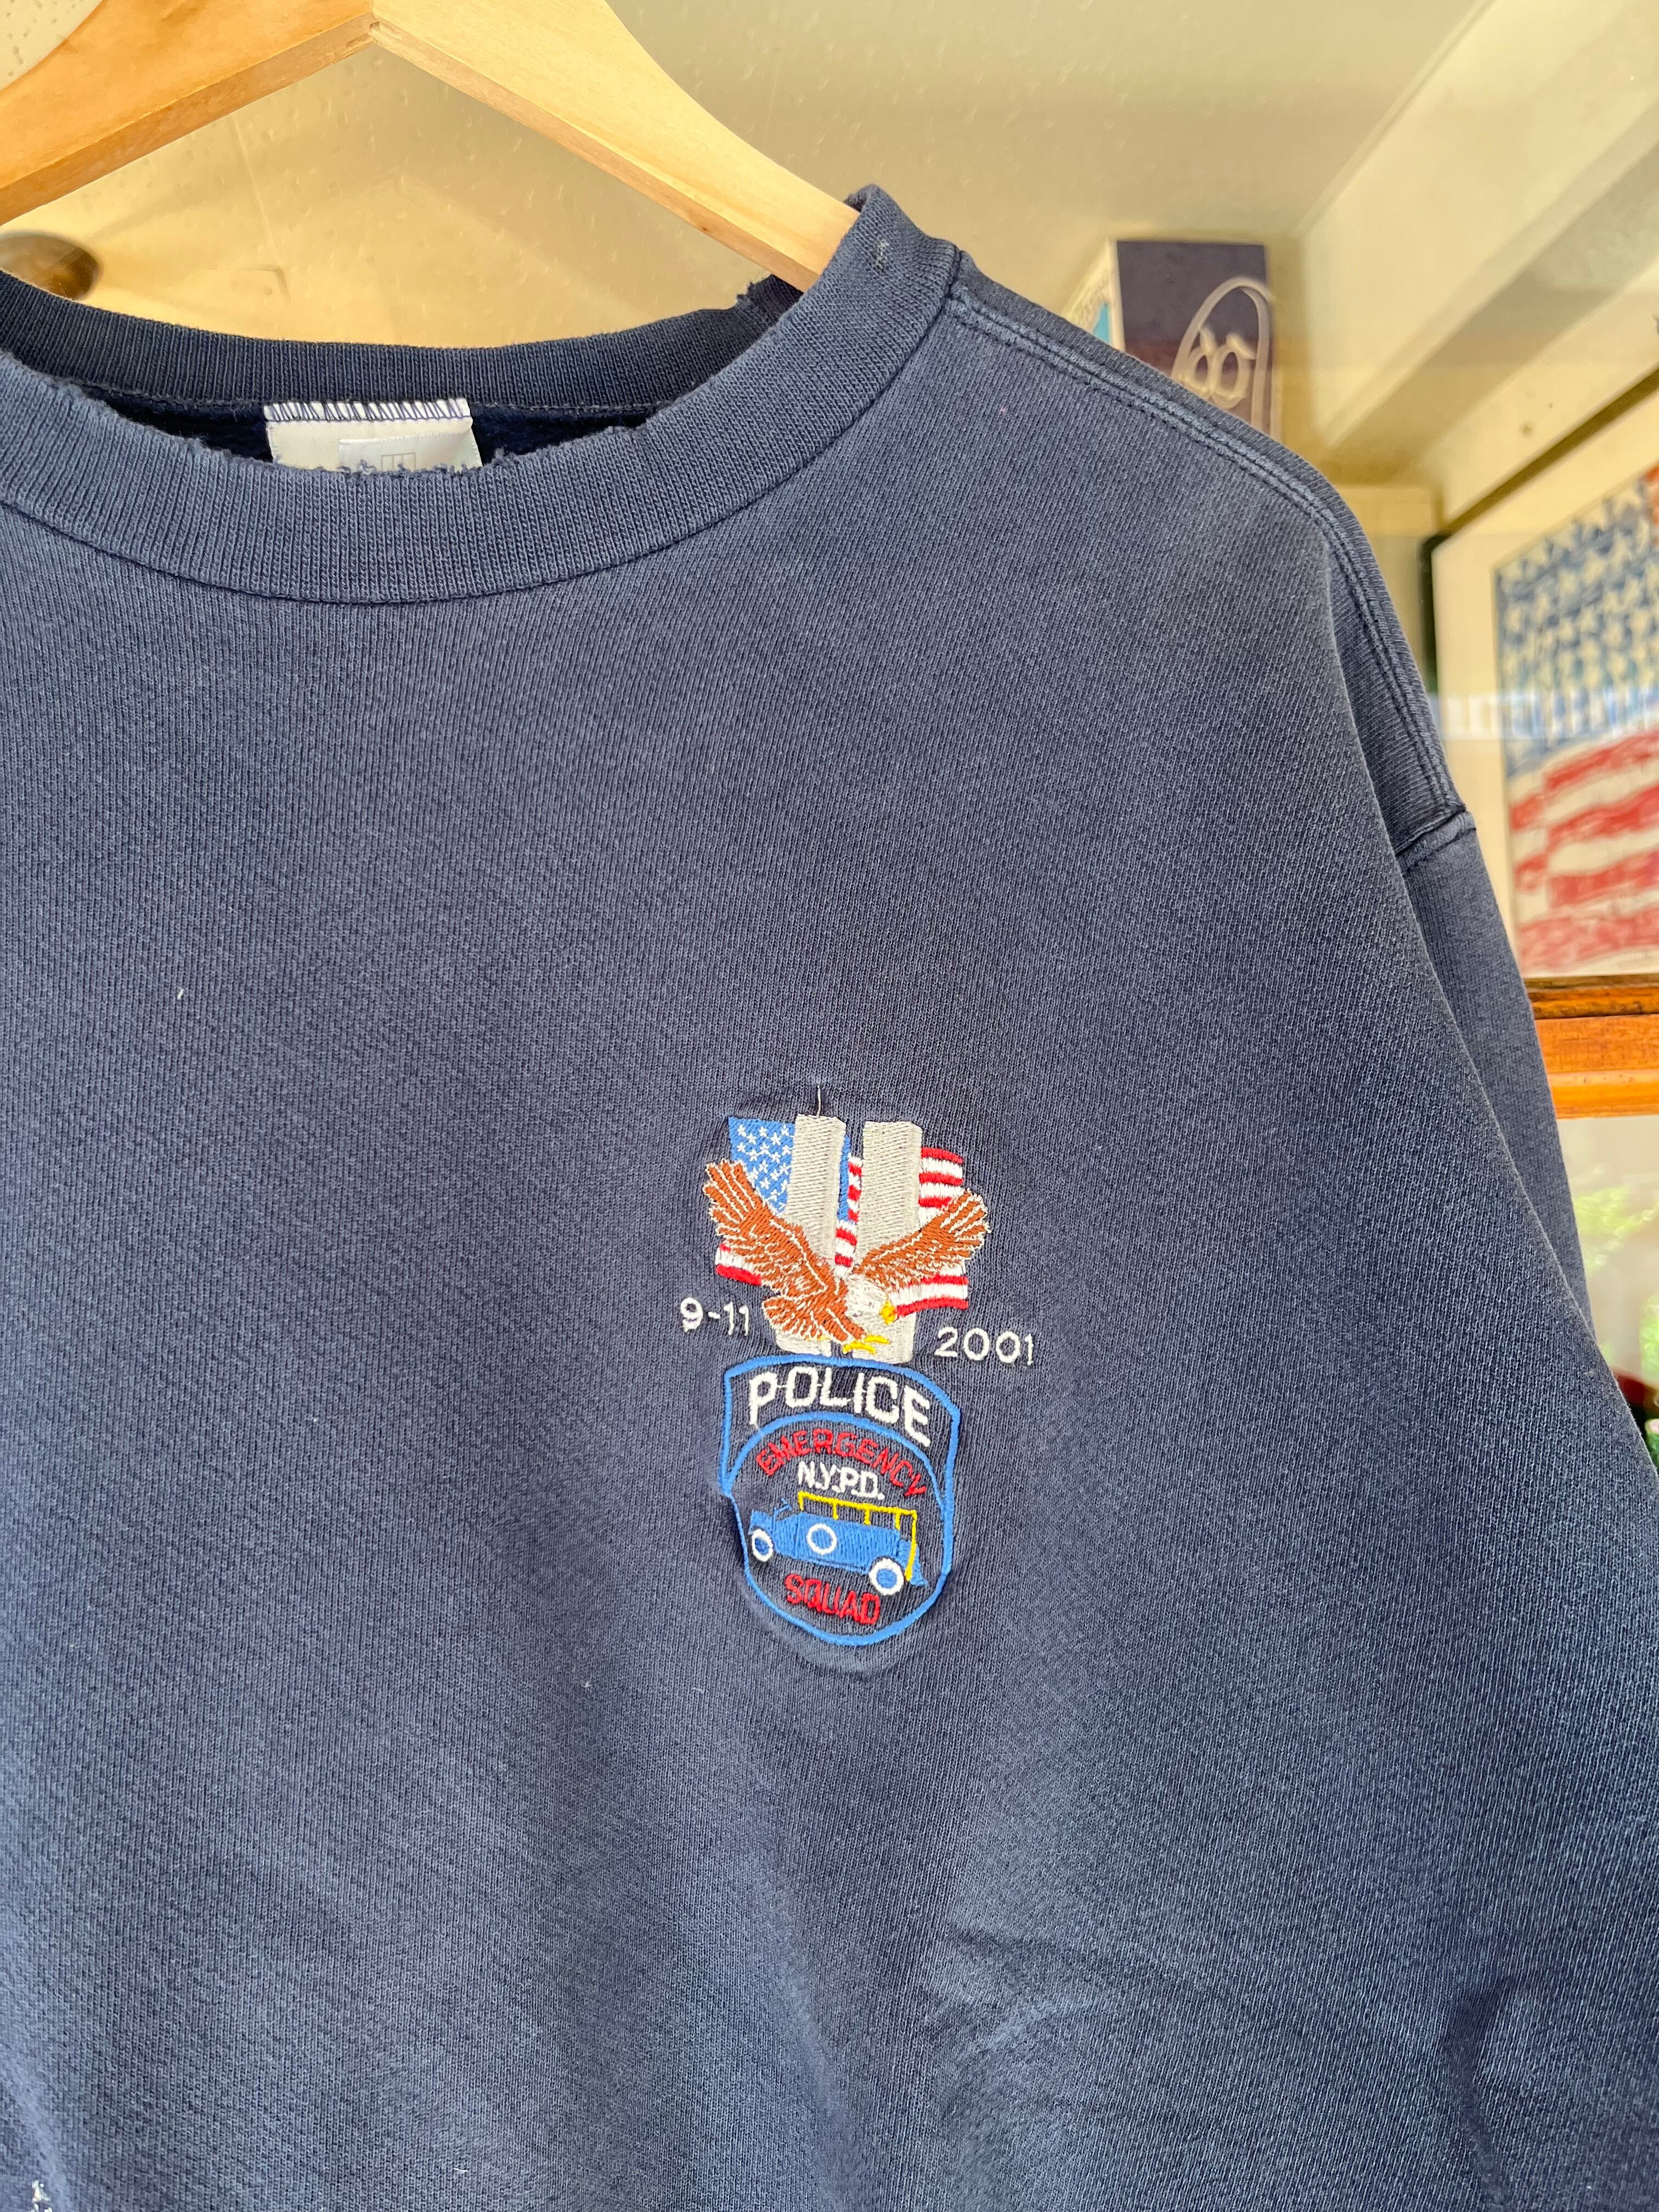 9-11
2001
POLICE
EMERGENCY
N.Y.P.D.
SQUAD